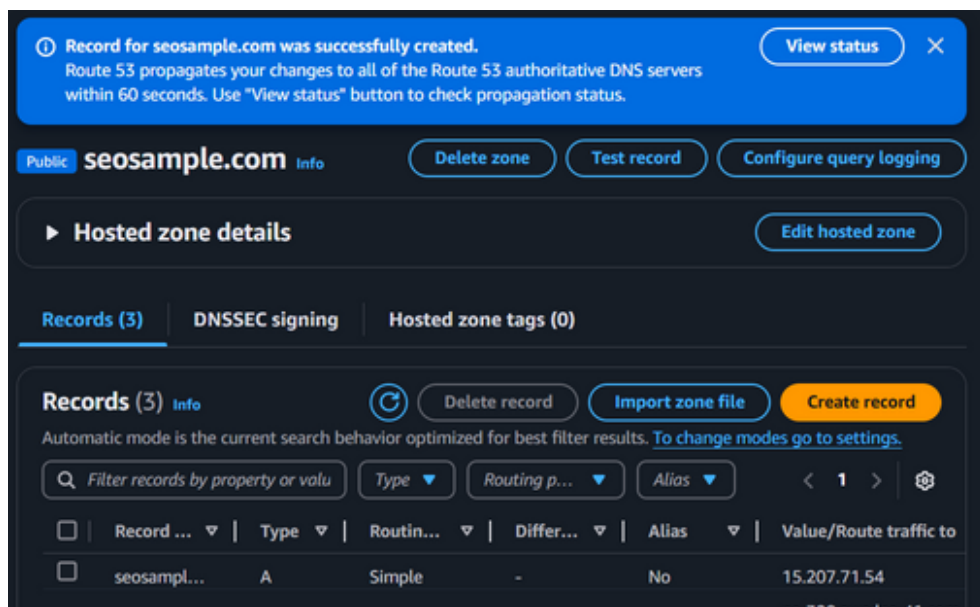 Record for seosample.com was successfully created.
View status
Route 53 propagates your changes to all of the Route 53 authoritative DNS servers
within 60 seconds. Use "View status" button to check propagation status.
Public seosample.com Info Delete zone Test record Configure query logging
Hosted zone details Edit hosted zone
Records (3) DNSSEC signing Hosted zone tags (0)
Records (3) Info Delete record Import zone file Create record
Automatic mode is the current search behavior optimized for best filter results. To change modes go to settings.
Filter records by property or valu Type Routing p... Alias 1
Record ... Type Routin... Differ... Alias Value/Route traffic to
seosampl... A Simple - No 15.207.71.54